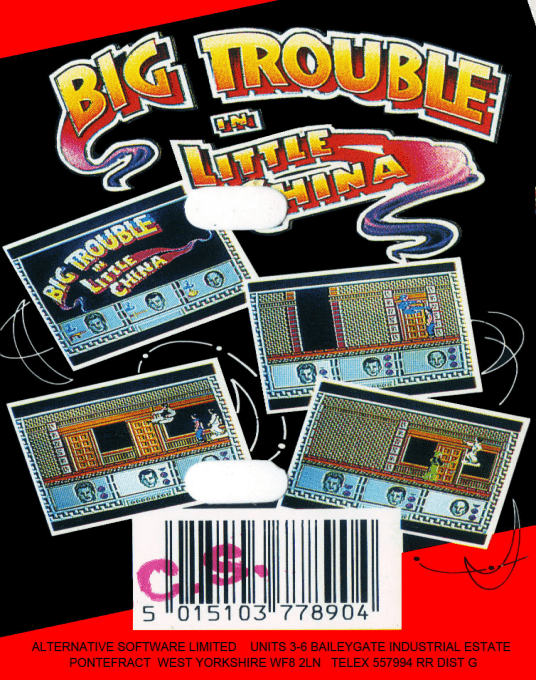 BIG TROUBLE
IN
LITTLE
CHINA
BIG TROUBLE
IN
LITTLE
CHINA
C.S.
5 015103 778904
ALTERNATIVE SOFTWARE LIMITED UNITS 3-6 BAILEYGATE INDUSTRIAL ESTATE
PONTEFRACT WEST YORKSHIRE WF8 2LN TELEX 557994 RR DIST G